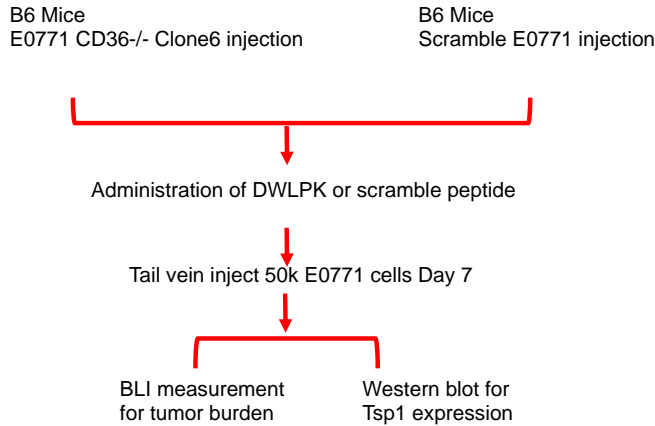 B6 Mice
E0771 CD36-/- Clone6 injection
B6 Mice
Scramble E0771 injection
Administration of DWLPK or scramble peptide
Tail vein inject 50k E0771 cells Day 7
BLI measurement
for tumor burden
Western blot for
Tsp1 expression